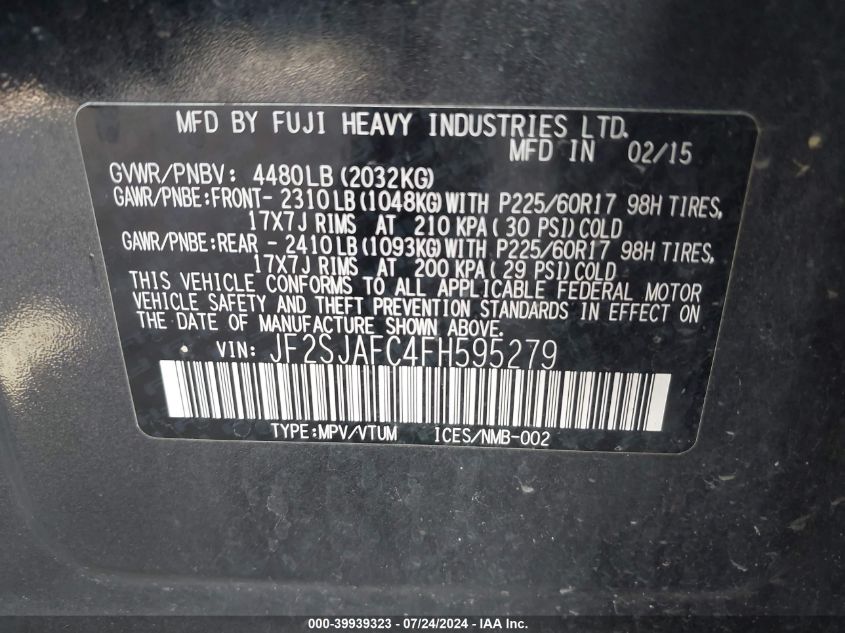 MFD BY FUJI HEAVY INDUSTRIES LTD.
MFD IN 02/15
GVWR/PNBV: 4480LB (2032KG)
GAWR/PNBE:FRONT- 2310LB (1048KG) WITH P225/60R17 98H TIRES,
17X7J RIMS AT 210 KPA ( 30 PSI) COLD
GAWR/PNBE:REAR - 2410LB (1093KG) WITH P225/60R17 98H TIRES,
17X7J RIMS AT 200 KPA ( 29 PSI) COLD
THIS VEHICLE CONFORMS TO ALL APPLICABLE FEDERAL MOTOR
VEHICLE SAFETY AND THEFT PREVENTION STANDARDS IN EFFECT ON
THE DATE OF MANUFACTURE SHOWN ABOVE.
VIN: JF2SJAFC4FH595279
TYPE:MPV/VTUM ICES/NMB-002
000-39939323 - 07/24/2024 - IAA Inc.